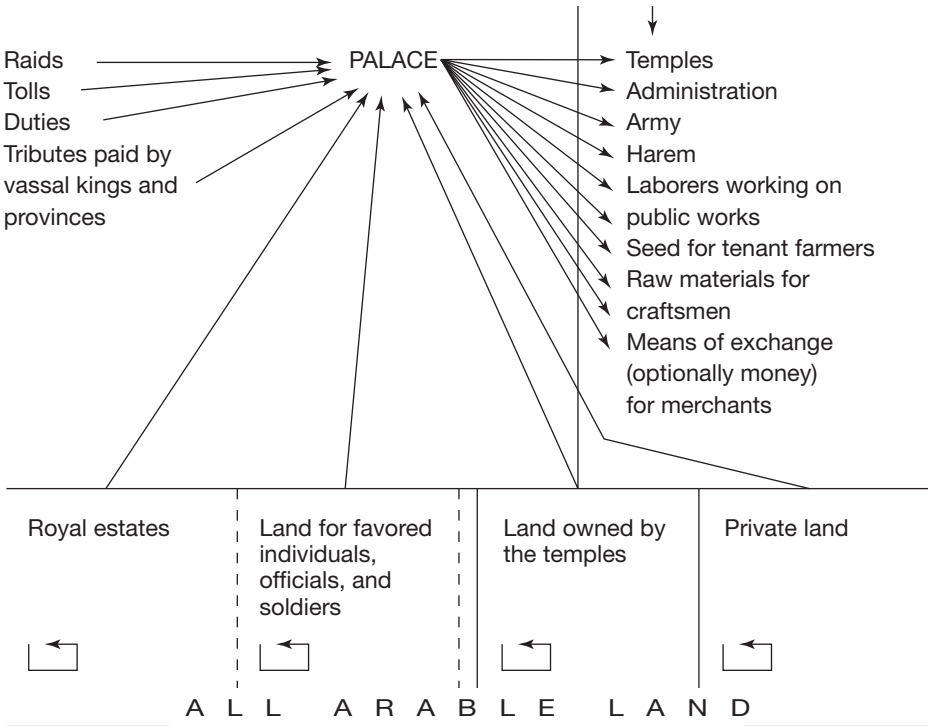 Raids
Tolls
Duties
Tributes paid by
vassal kings and
provinces
PALACE
Temples
Administration
Army
Harem
Laborers working on
public works
Seed for tenant farmers
Raw materials for
craftsmen
Means of exchange
(optionally money)
for merchants
Royal estates
Land for favored
individuals,
officials, and
soldiers
Land owned by
the temples
Private land
ALL ARABLE LAND